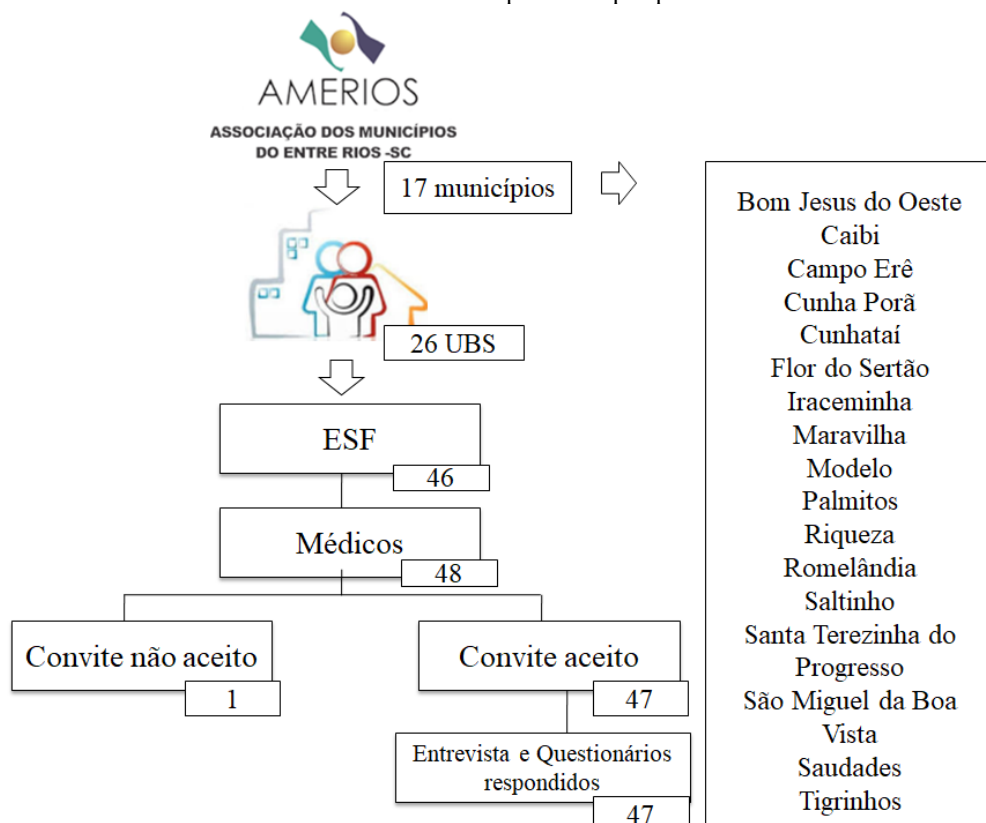 AMERIOS
ASSOCIAÇÃO DOS MUNICÍPIOS
DO ENTRE RIOS -SC
17 municípios
26 UBS
ESF
46
Médicos
48
Convite não aceito
1
Convite aceito
47
Entrevista e Questionários
respondidos
47
Bom Jesus do Oeste
Caibi
Campo Erê
Cunha Porã
Cunhataí
Flor do Sertão
Iraceminha
Maravilha
Modelo
Palmitos
Riqueza
Romelândia
Saltinho
Santa Terezinha do
Progresso
São Miguel da Boa
Vista
Saudades
Tigrinhos